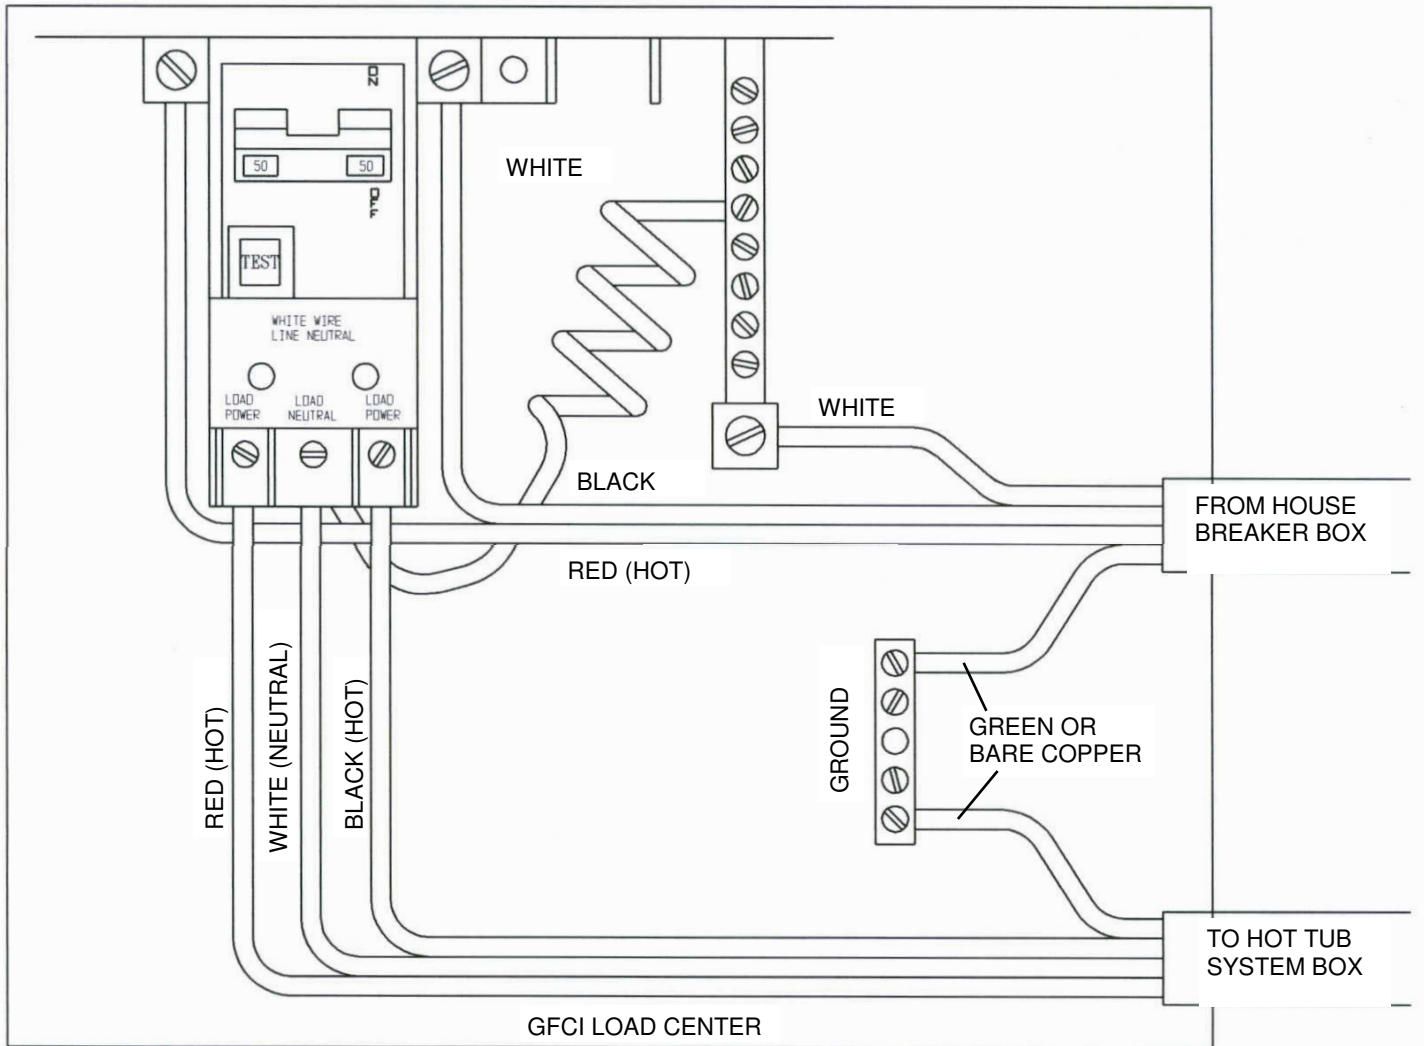 ON
WHITE
50 50
OFF
TEST
WHITE WIRE
LINE NEUTRAL
LOAD
POWER
LOAD
NEUTRAL
LOAD
POWER
WHITE
BLACK
FROM HOUSE
BREAKER BOX
RED (HOT)
RED (HOT)
WHITE (NEUTRAL)
BLACK (HOT)
GROUND
GREEN OR
BARE COPPER
TO HOT TUB
SYSTEM BOX
GFCI LOAD CENTER